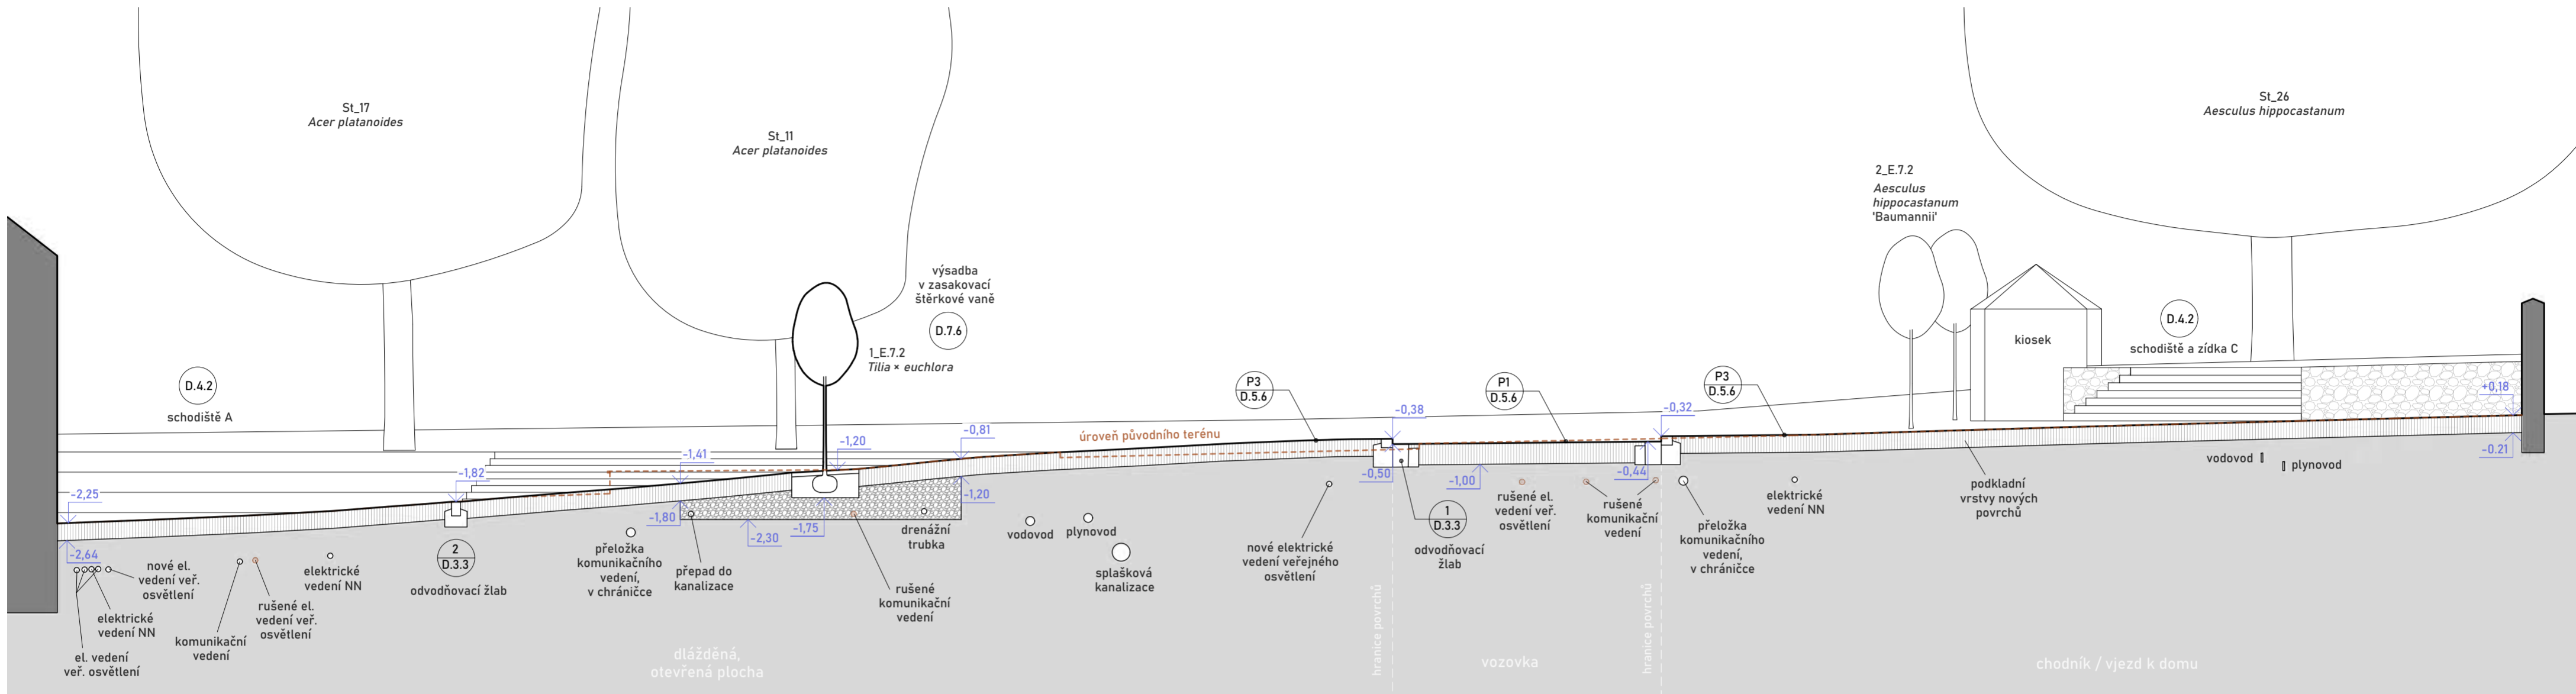 St_17
Acer platanoides
St_11
Acer platanoides
St_26
Aesculus hippocastanum
2_E.7.2
Aesculus
hippocastanum
'Baumannii'
výsadba
v zasakovací
štěrkové vaně
D.7.6
1_E.7.2
Tilia × euchlora
D.4.2
schodiště A
kiosek
D.4.2
schodiště a zídka C
P3
D.5.6
P1
D.5.6
P3
D.5.6
úroveň původního terénu
-2,25
-2,64
-1,82
-1,41
-1,80
-1,20
-1,75
-2,30
-0,81
-1,20
-0,38
-0,50
-1,00
-0,32
-0,44
+0,18
-0.21
nové el.
vedení veř.
osvětlení
elektrické
vedení NN
el. vedení
veř. osvětlení
komunikační
vedení
rušené el.
vedení veř.
osvětlení
elektrické
vedení NN
2
D.3.3
odvodňovací žlab
přeložka
komunikačního
vedení,
v chráničce
přepad do
kanalizace
rušené
komunikační
vedení
drenážní
trubka
vodovod
plynovod
splašková
kanalizace
nové elektrické
vedení veřejného
osvětlení
1
D.3.3
odvodňovací
žlab
rušené el.
vedení veř.
osvětlení
rušené
komunikační
vedení
přeložka
komunikačního
vedení,
v chráničce
elektrické
vedení NN
podkladní
vrstvy nových
povrchů
vodovod
plynovod
dlážděná,
otevřená plocha
hranice povrchů
vozovka
hranice povrchů
chodník / vjezd k domu